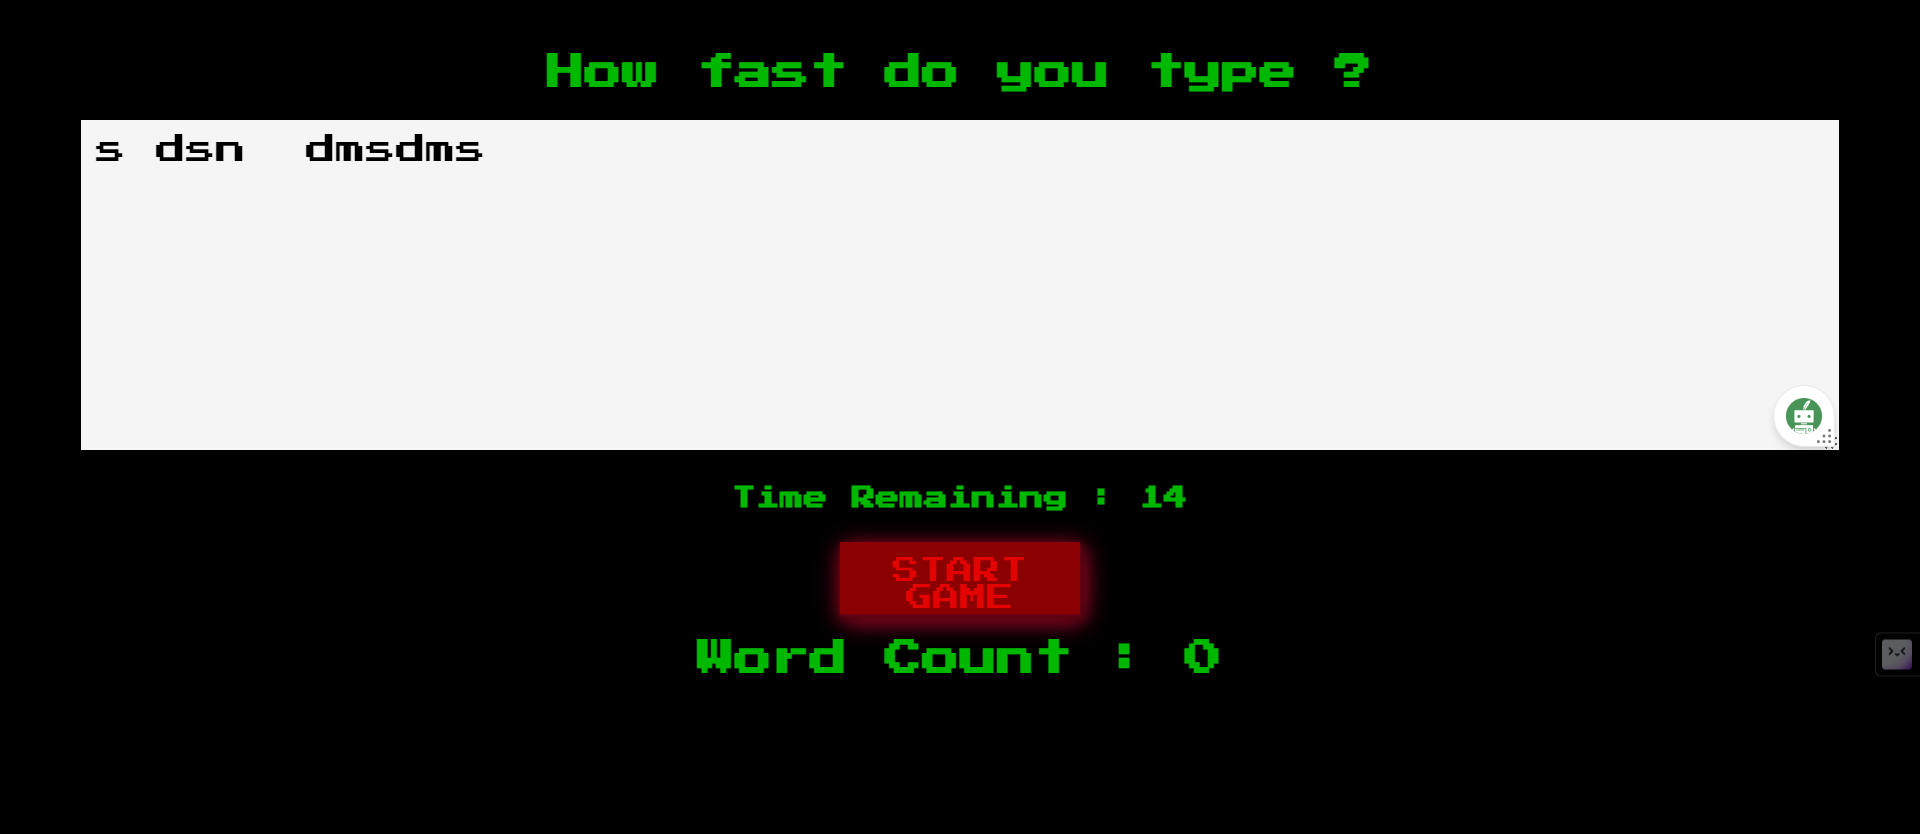 How fast do you type ?
s dsn  dmsdms
Time Remaining : 14
START
GAME
Word Count : 0